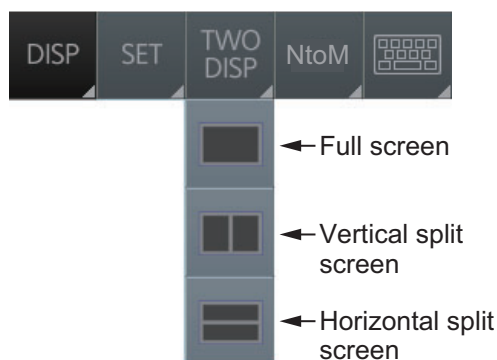 DISP SET TWO DISP NtoM
Full screen
Vertical split
screen
Horizontal split
screen